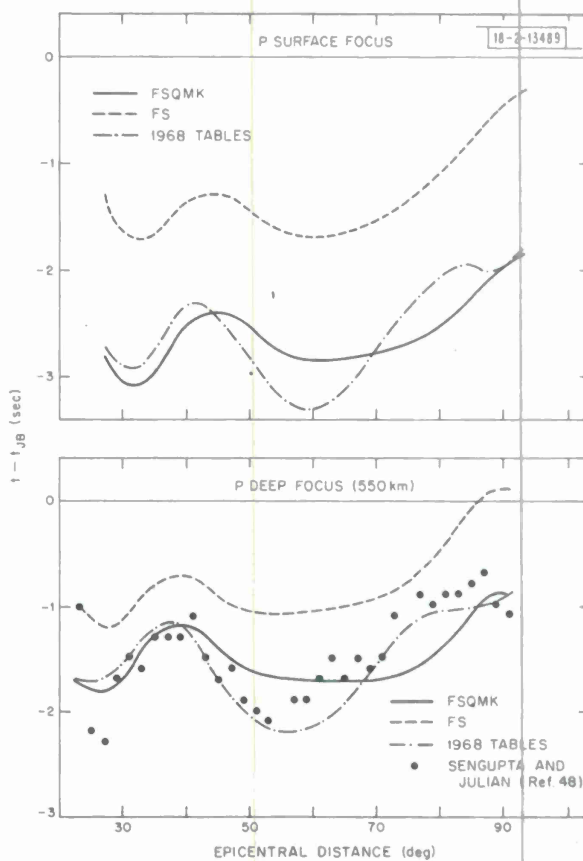 P SURFACE FOCUS
18-2-13489
0
FSQMK
FS
1968 TABLES
-1
-2
-3
t - tJB (sec)
P DEEP FOCUS (550 km)
0
-1
-2
FSQMK
FS
1968 TABLES
SENGUPTA AND
JULIAN (Ref. 48)
-3
30 50 70 90
EPICENTRAL DISTANCE (deg)